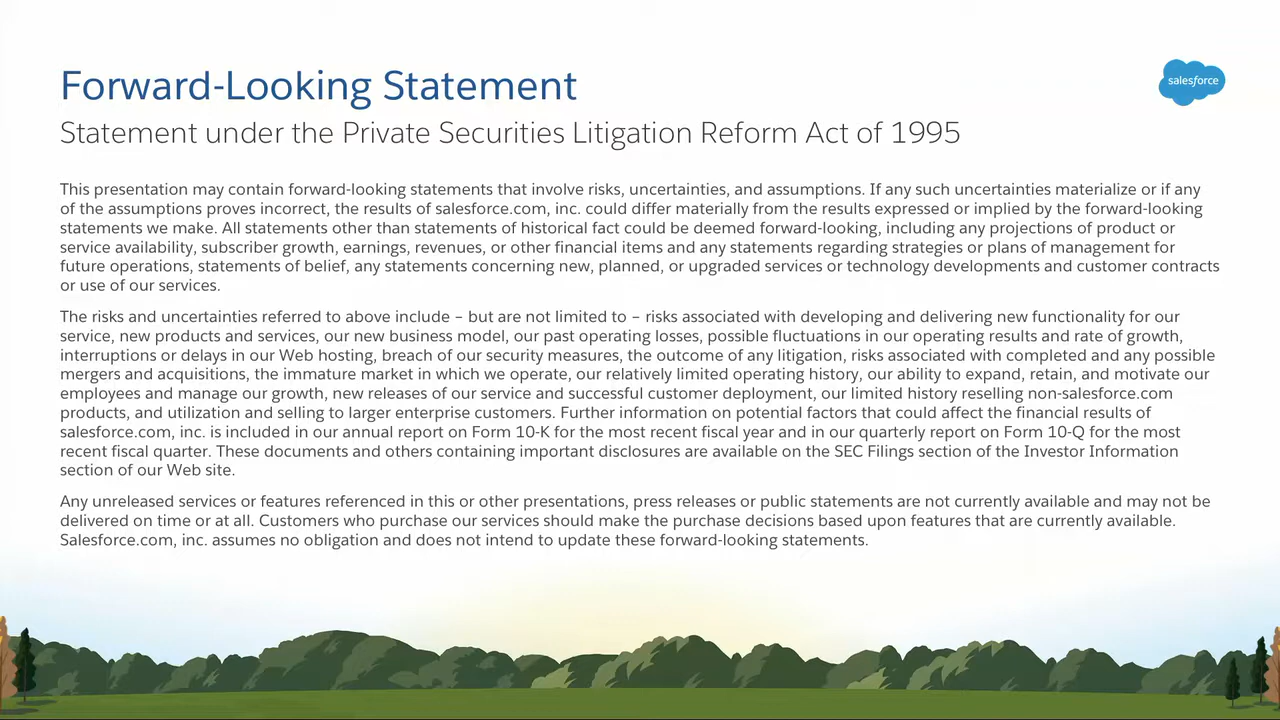 Forward-Looking Statement
salesforce
Statement under the Private Securities Litigation Reform Act of 1995
This presentation may contain forward-looking statements that involve risks, uncertainties, and assumptions. If any such uncertainties materialize or if any
of the assumptions proves incorrect, the results of salesforce.com, inc. could differ materially from the results expressed or implied by the forward-looking
statements we make. All statements other than statements of historical fact could be deemed forward-looking, including any projections of product or
service availability, subscriber growth, earnings, revenues, or other financial items and any statements regarding strategies or plans of management for
future operations, statements of belief, any statements concerning new, planned, or upgraded services or technology developments and customer contracts
or use of our services.
The risks and uncertainties referred to above include – but are not limited to – risks associated with developing and delivering new functionality for our
service, new products and services, our new business model, our past operating losses, possible fluctuations in our operating results and rate of growth,
interruptions or delays in our Web hosting, breach of our security measures, the outcome of any litigation, risks associated with completed and any possible
mergers and acquisitions, the immature market in which we operate, our relatively limited operating history, our ability to expand, retain, and motivate our
employees and manage our growth, new releases of our service and successful customer deployment, our limited history reselling non-salesforce.com
products, and utilization and selling to larger enterprise customers. Further information on potential factors that could affect the financial results of
salesforce.com, inc. is included in our annual report on Form 10-K for the most recent fiscal year and in our quarterly report on Form 10-Q for the most
recent fiscal quarter. These documents and others containing important disclosures are available on the SEC Filings section of the Investor Information
section of our Web site.
Any unreleased services or features referenced in this or other presentations, press releases or public statements are not currently available and may not be
delivered on time or at all. Customers who purchase our services should make the purchase decisions based upon features that are currently available.
Salesforce.com, inc. assumes no obligation and does not intend to update these forward-looking statements.